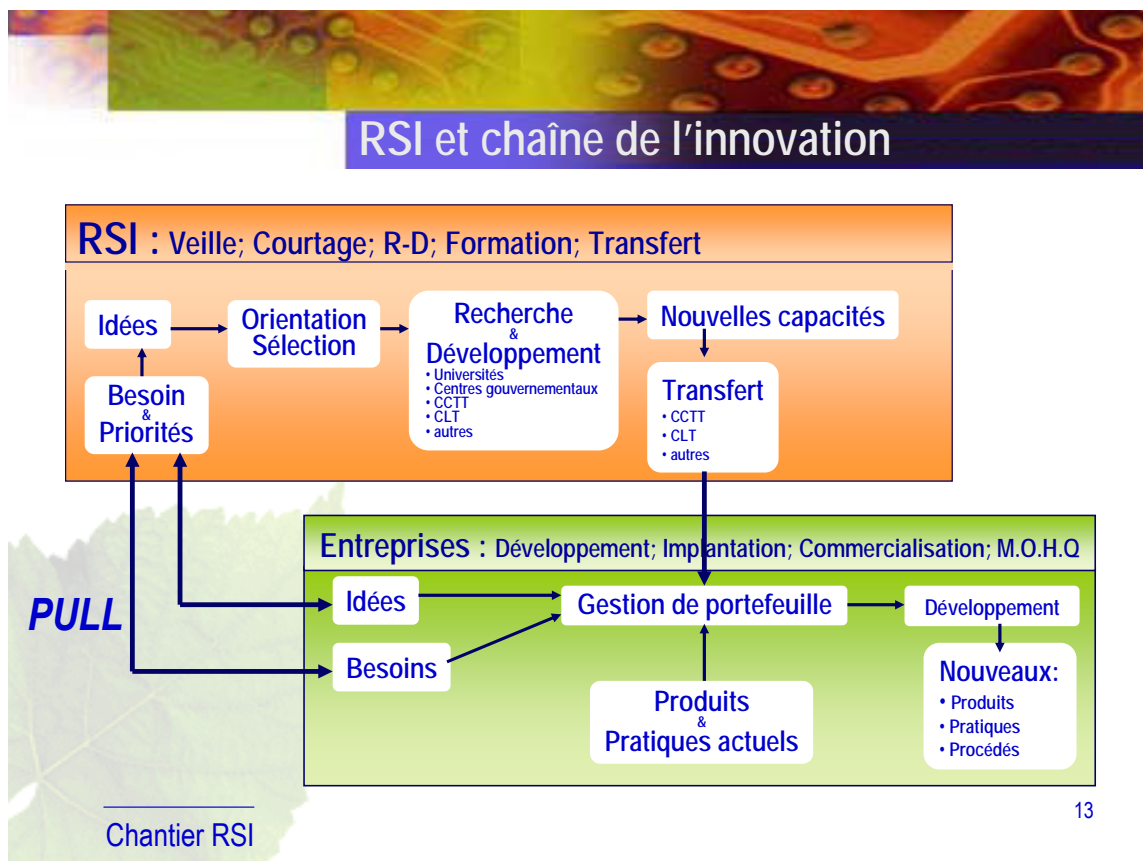 RSI et chaîne de l'innovation
RSI : Veille; Courtage; R-D; Formation; Transfert
Idées
Orientation
Sélection
Recherche
&
Développement
• Universités
• Centres gouvernementaux
• CCTT
• CLT
• autres
Nouvelles capacités
Besoin
&
Priorités
Transfert
• CCTT
• CLT
• autres
Entreprises : Développement; Implantation; Commercialisation; M.O.H.Q
PULL
Idées
Besoins
Gestion de portefeuille
Développement
Produits
&
Pratiques actuels
Nouveaux:
• Produits
• Pratiques
• Procédés
Chantier RSI
13